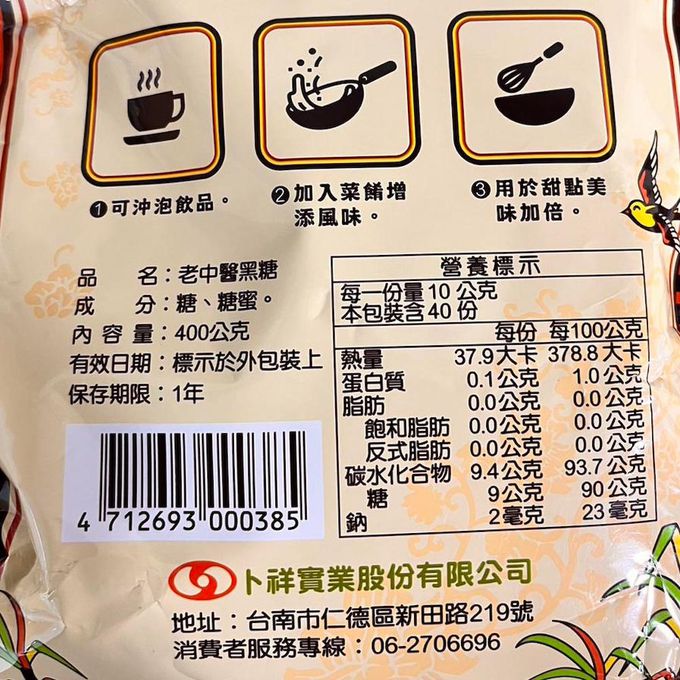 ❶可沖泡飲品。
❷加入菜餚增
添風味。
❸用於甜點美
味加倍。
品 名：老中醫黑糖
成 分：糖、糖蜜。
內 容 量：400公克
有效日期：標示於外包裝上
保存期限：1年
營養標示
每一份量 10 公克
本包裝含 40 份
每份 每100公克
熱量 37.9大卡 378.8大卡
蛋白質 0.1公克 1.0公克
脂肪 0.0公克 0.0公克
飽和脂肪 0.0公克 0.0公克
反式脂肪 0.0公克 0.0公克
碳水化合物 9.4公克 93.7公克
糖 9公克 90公克
鈉 2毫克 23毫克
4 712693 000385
卜祥實業股份有限公司
地址：台南市仁德區新田路219號
消費者服務專線：06-2706696